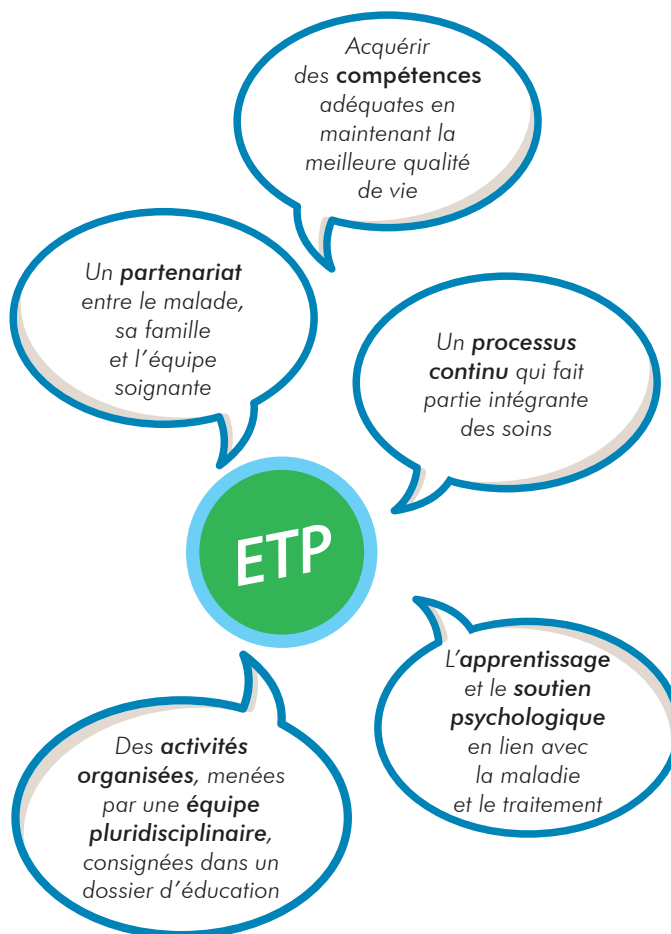 Acquérir
des compétences
adéquates en
maintenant la
meilleure qualité
de vie
Un partenariat
entre le malade,
sa famille
et l’équipe
soignante
Un processus
continu qui fait
partie intégrante
des soins
ETP
L’apprentissage
et le soutien
psychologique
en lien avec
la maladie
et le traitement
Des activités
organisées, menées
par une équipe
pluridisciplinaire,
consignées dans un
dossier d’éducation